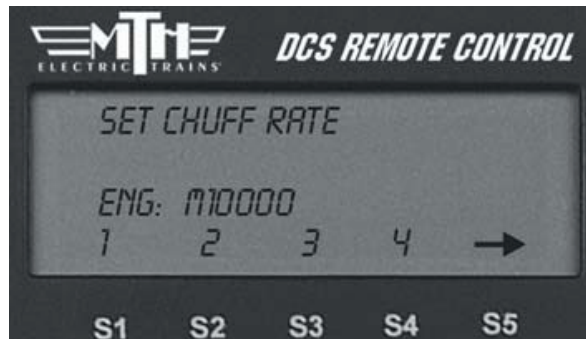 MTH
ELECTRIC TRAINS®
DCS REMOTE CONTROL
SET CHUFF RATE
ENG: M10000
1 2 3 4 →
S1 S2 S3 S4 S5